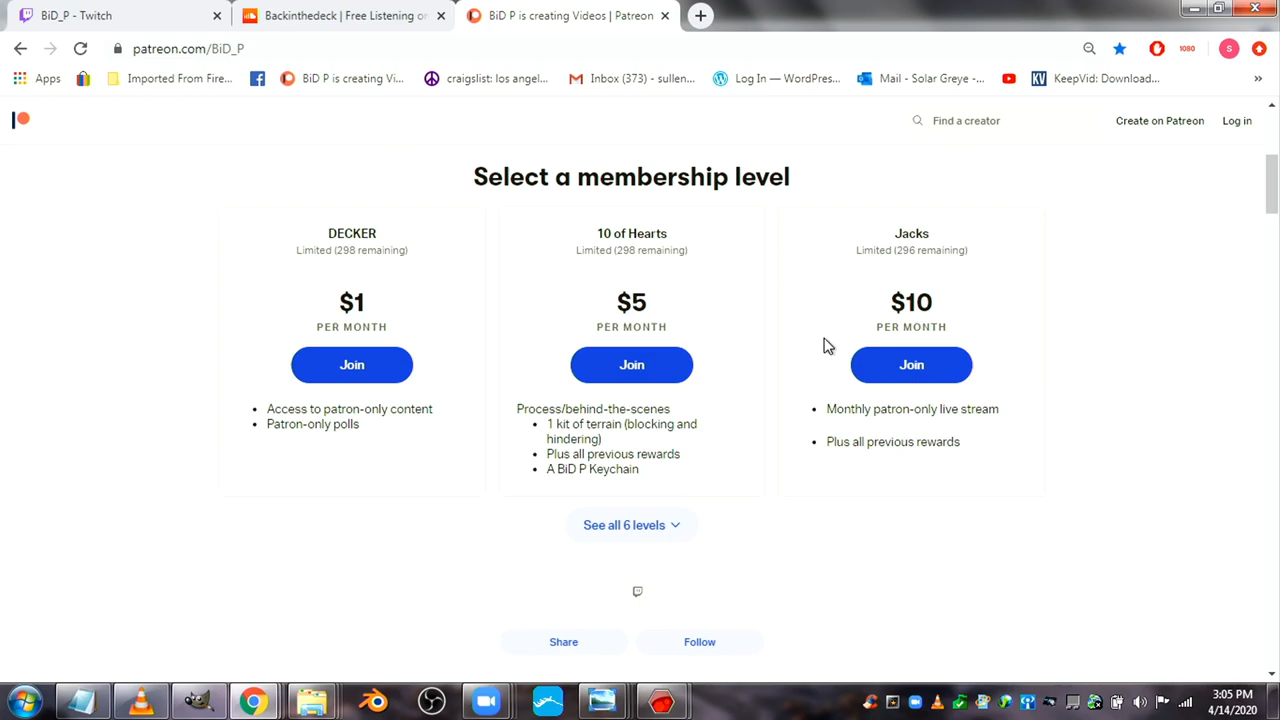 BiD_P - Twitch
Backinthedeck | Free Listening on
BiD P is creating Videos | Patreon
patreon.com/BiD_P
1080
S
Apps
Imported From Fire...
BiD P is creating Vi...
craigslist: los angel...
Inbox (373) - sullen...
Log In — WordPres...
Mail - Solar Greye -...
KV
KeepVid: Download...
»
Find a creator
Create on Patreon
Log in
Select a membership level
DECKER
Limited (298 remaining)
$1
PER MONTH
Join
• Access to patron-only content
• Patron-only polls
10 of Hearts
Limited (298 remaining)
$5
PER MONTH
Join
Process/behind-the-scenes
• 1 kit of terrain (blocking and
hindering)
• Plus all previous rewards
• A BiD P Keychain
Jacks
Limited (296 remaining)
$10
PER MONTH
Join
• Monthly patron-only live stream
• Plus all previous rewards
See all 6 levels
Share
Follow
3:05 PM
4/14/2020